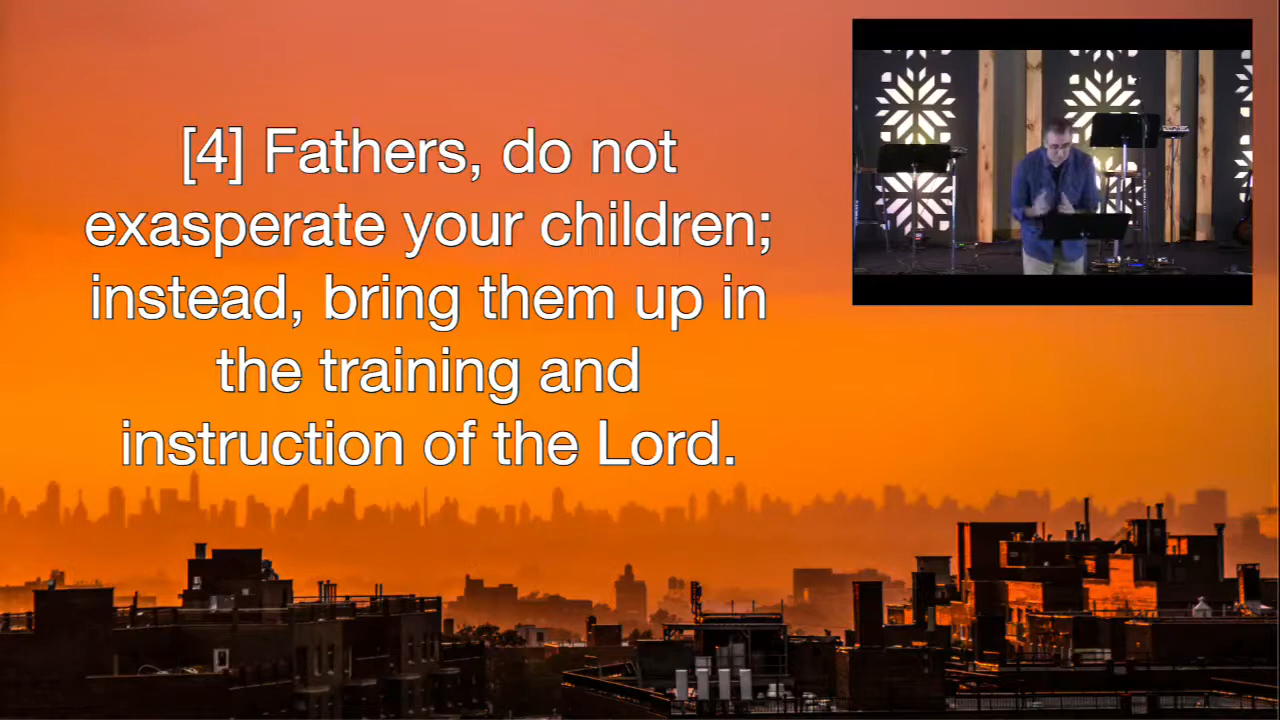 [4] Fathers, do not
exasperate your children;
instead, bring them up in
the training and
instruction of the Lord.